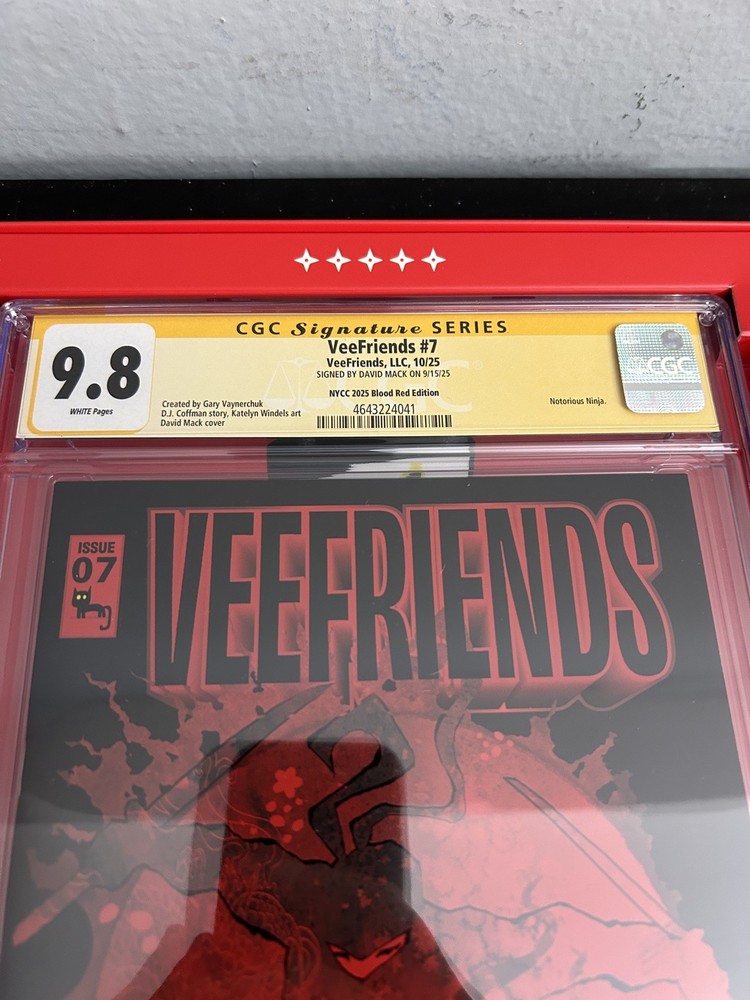 CGC Signature SERIES
9.8
WHITE Pages
VeeFriends #7
VeeFriends, LLC, 10/25
SIGNED BY DAVID MACK ON 9/15/25
NYCC 2025 Blood Red Edition
4643224041
Created by Gary Vaynerchuk
D.J. Coffman story, Katelyn Windels art
David Mack cover
Notorious Ninja.
CGC
CGC
ISSUE
07
VEEFRIENDS